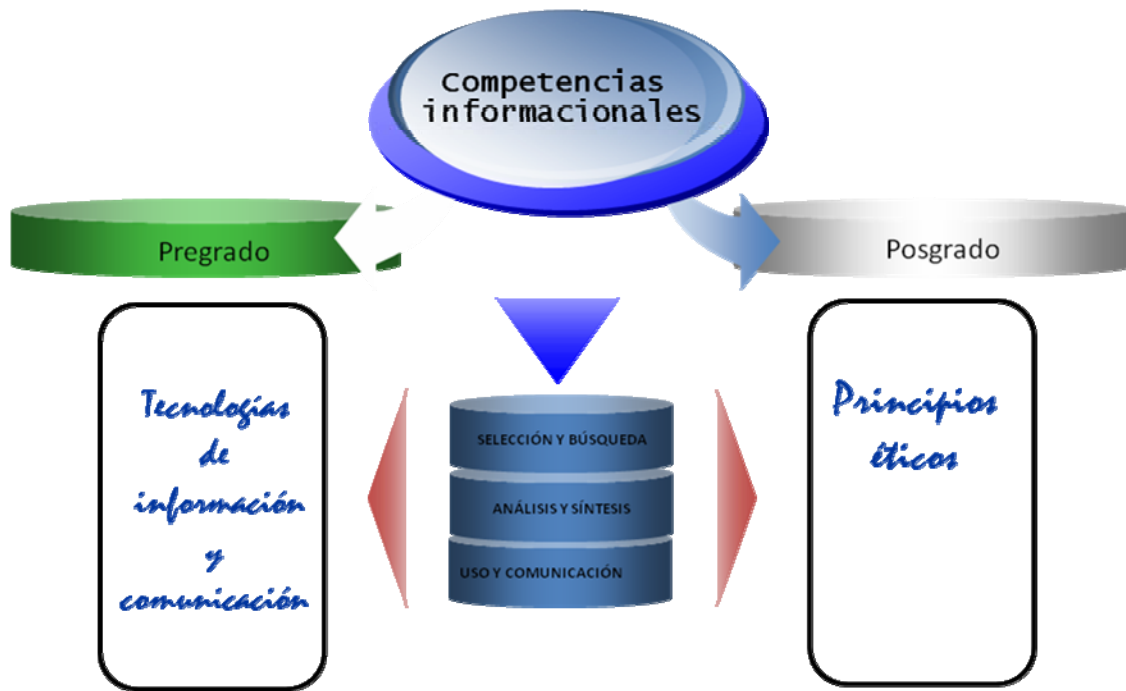 Competencias
informacionales
Pregrado
Posgrado
Tecnologías
de
información
y
comunicación
SELECCIÓN Y BÚSQUEDA
ANÁLISIS Y SÍNTESIS
USO Y COMUNICACIÓN
Principios
éticos